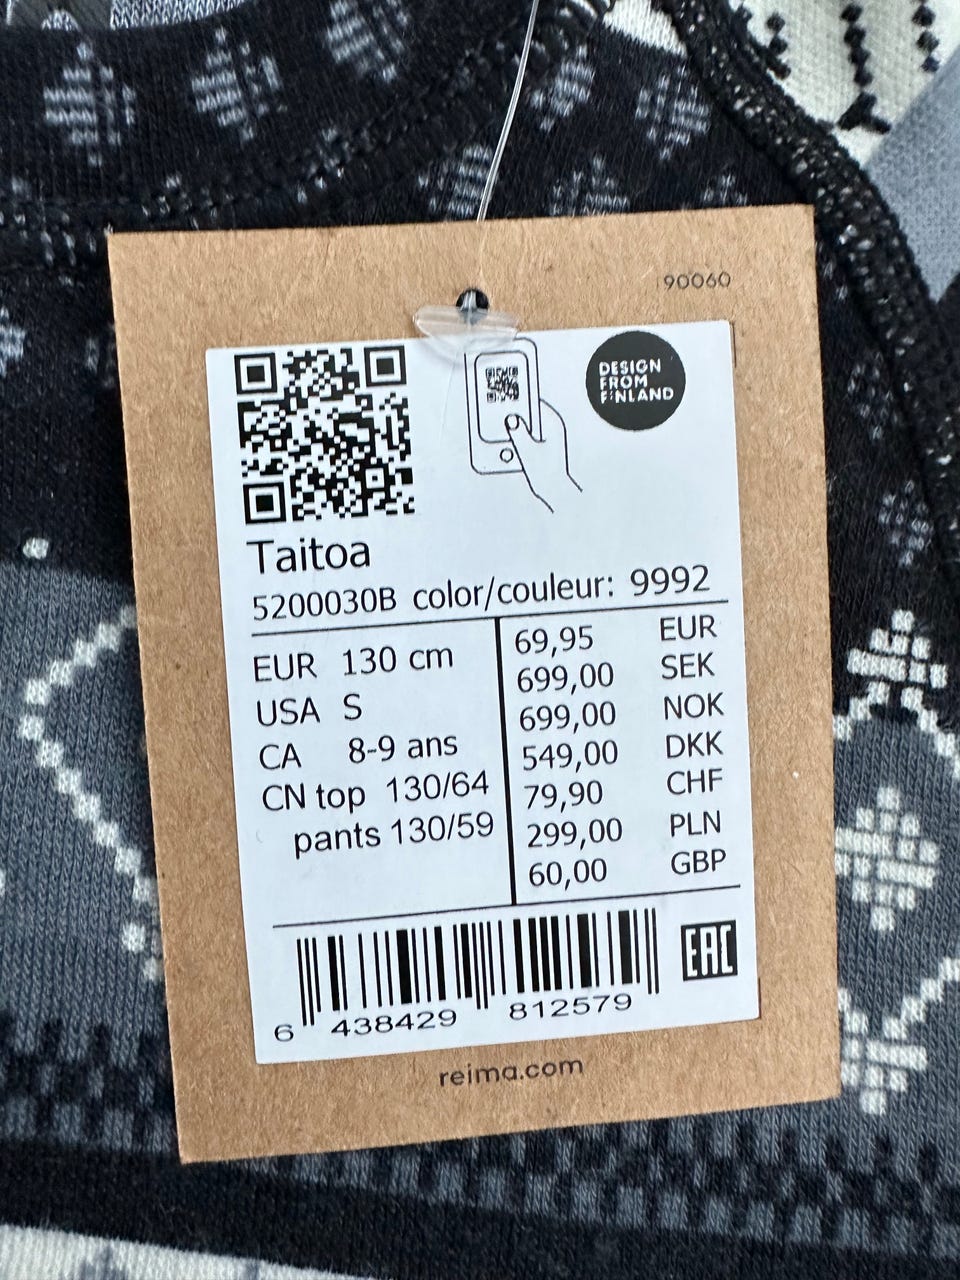 90060
DESIGN
FROM
FINLAND
Taitoa
5200030B color/couleur: 9992
EUR 130 cm
USA S
CA 8-9 ans
CN top 130/64
pants 130/59
69,95 EUR
699,00 SEK
699,00 NOK
549,00 DKK
79,90 CHF
299,00 PLN
60,00 GBP
6 438429 812579
EAC
reima.com